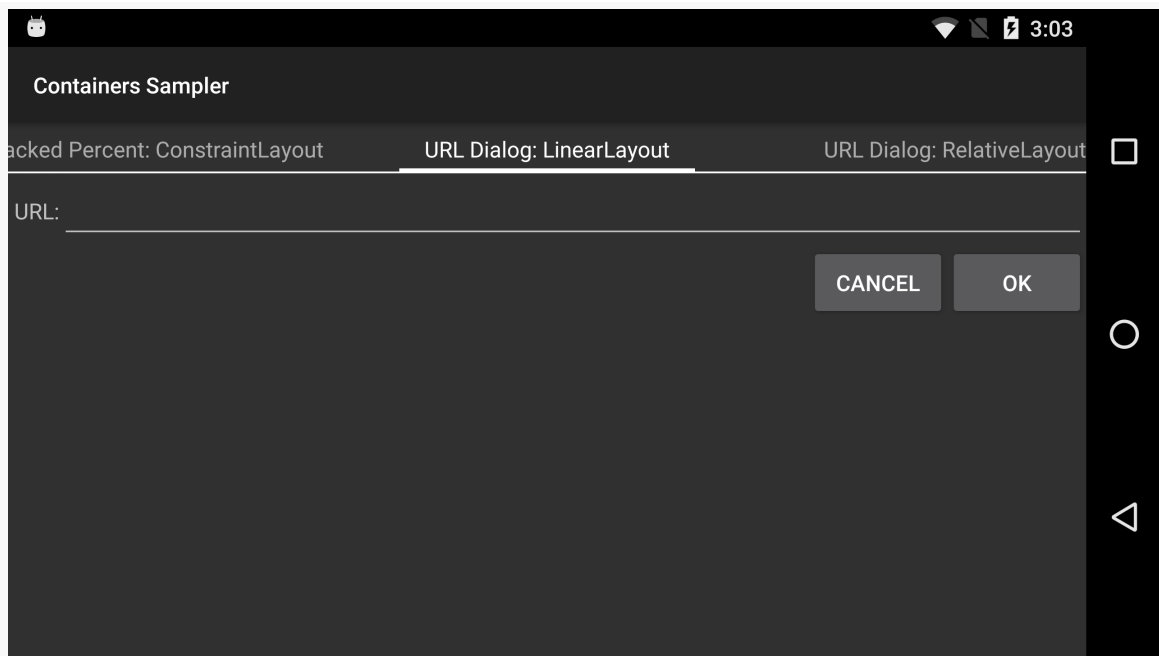 3:03
Containers Sampler
acked Percent: ConstraintLayout URL Dialog: LinearLayout URL Dialog: RelativeLayout
URL:
CANCEL OK